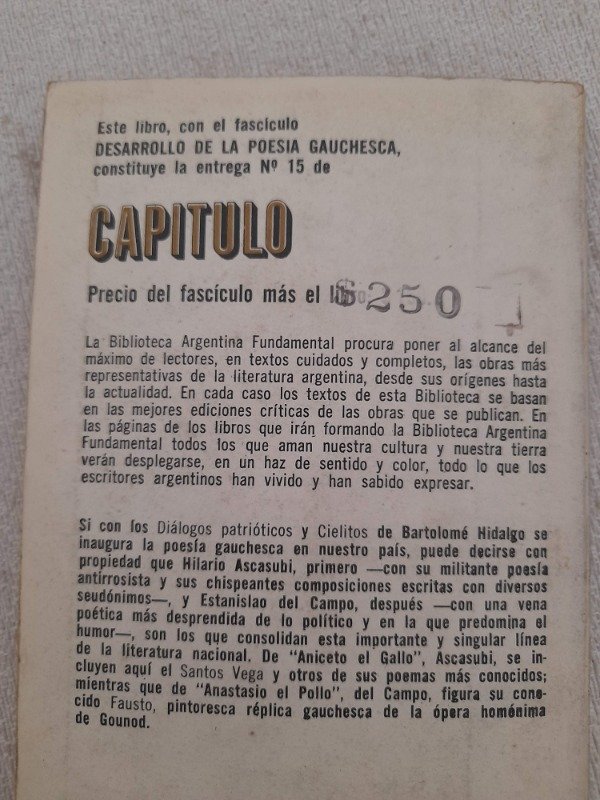 Este libro, con el fascículo
DESARROLLO DE LA POESIA GAUCHESCA,
constituye la entrega Nº 15 de
CAPITULO
Precio del fascículo más el libro $250
La Biblioteca Argentina Fundamental procura poner al alcance del
máximo de lectores, en textos cuidados y completos, las obras más
representativas de la literatura argentina, desde sus orígenes hasta
la actualidad. En cada caso los textos de esta Biblioteca se basan
en las mejores ediciones críticas de las obras que se publican. En
las páginas de los libros que irán formando la Biblioteca Argentina
Fundamental todos los que aman nuestra cultura y nuestra tierra
verán desplegarse, en un haz de sentido y color, todo lo que los
escritores argentinos han vivido y han sabido expresar.
Si con los Diálogos patrióticos y Cielitos de Bartolomé Hidalgo se
inaugura la poesía gauchesca en nuestro país, puede decirse con
propiedad que Hilario Ascasubi, primero —con su militante poesía
antirrosista y sus chispeantes composiciones escritas con diversos
seudónimos—, y Estanislao del Campo, después —con una vena
poética más desprendida de lo político y en la que predomina el
humor—, son los que consolidan esta importante y singular línea
de la literatura nacional. De "Aniceto el Gallo", Ascasubi, se in-
cluyen aquí el Santos Vega y otros de sus poemas más conocidos;
mientras que de "Anastasio el Pollo", del Campo, figura su cono-
cido Fausto, pintoresca réplica gauchesca de la ópera homónima
de Gounod.